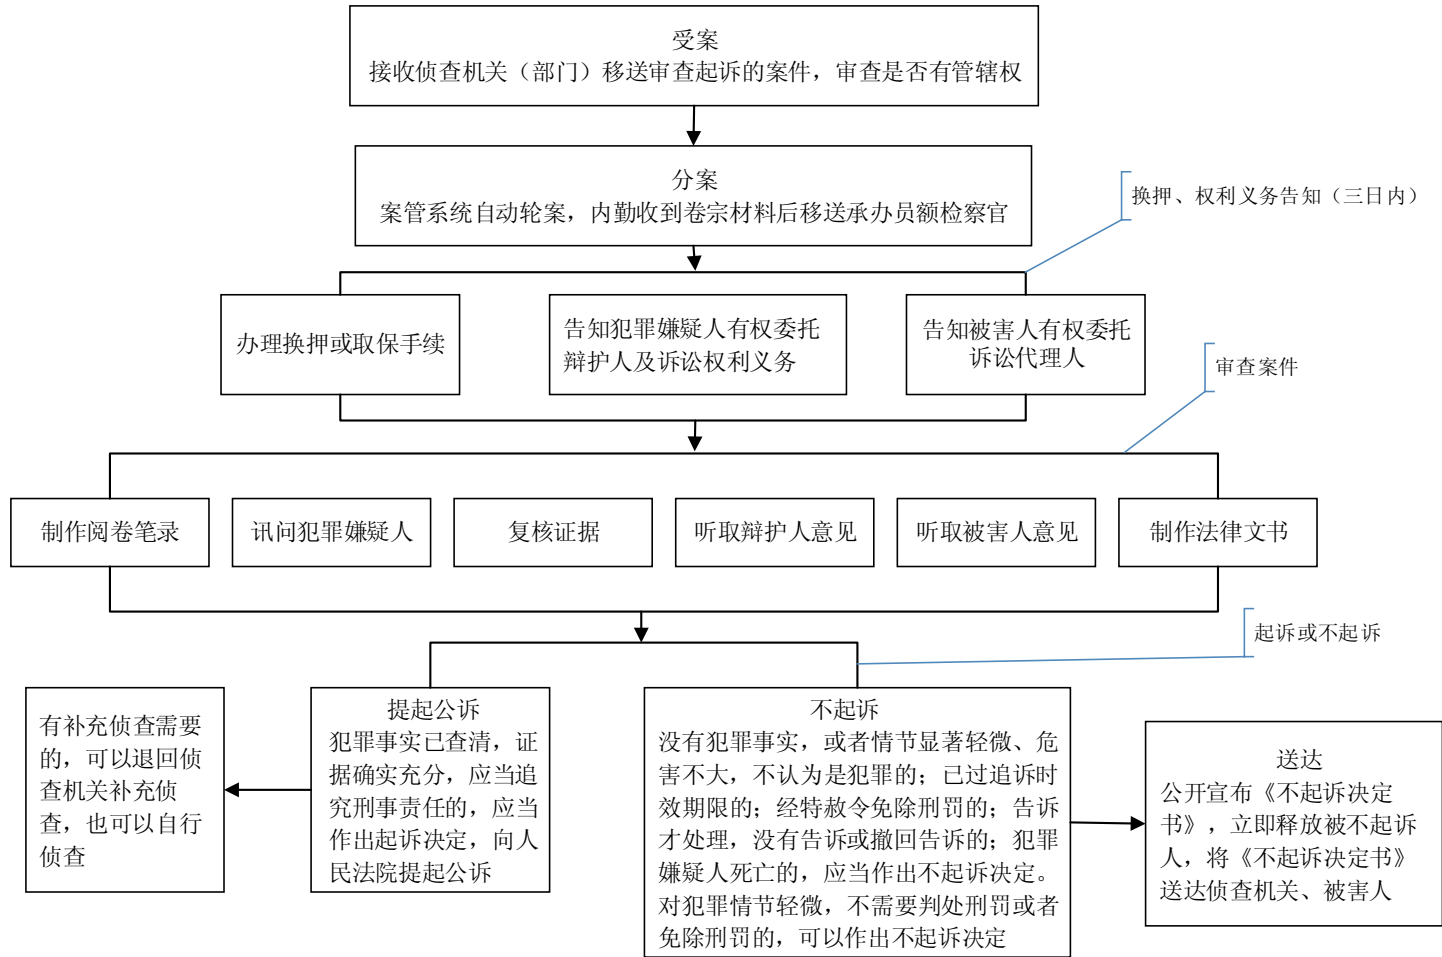 受案
接收侦查机关（部门）移送审查起诉的案件，审查是否有管辖权
分案
案管系统自动轮案，内勤收到卷宗材料后移送承办员额检察官
换押、权利义务告知（三日内）
办理换押或取保手续
告知犯罪嫌疑人有权委托
辩护人及诉讼权利义务
告知被害人有权委托
诉讼代理人
审查案件
制作阅卷笔录
讯问犯罪嫌疑人
复核证据
听取辩护人意见
听取被害人意见
制作法律文书
起诉或不起诉
有补充侦查需要
的，可以退回侦
查机关补充侦
查，也可以自行
侦查
提起公诉
犯罪事实已查清，证
据确实充分，应当追
究刑事责任的，应当
作出起诉决定，向人
民法院提起公诉
不起诉
没有犯罪事实，或者情节显著轻微、危
害不大，不认为是犯罪的；已过追诉时
效期限的；经特赦令免除刑罚的；告诉
才处理，没有告诉或撤回告诉的；犯罪
嫌疑人死亡的，应当作出不起诉决定。
对犯罪情节轻微，不需要判处刑罚或者
免除刑罚的，可以作出不起诉决定
送达
公开宣布《不起诉决定
书》，立即释放被不起诉
人，将《不起诉决定书》
送达侦查机关、被害人